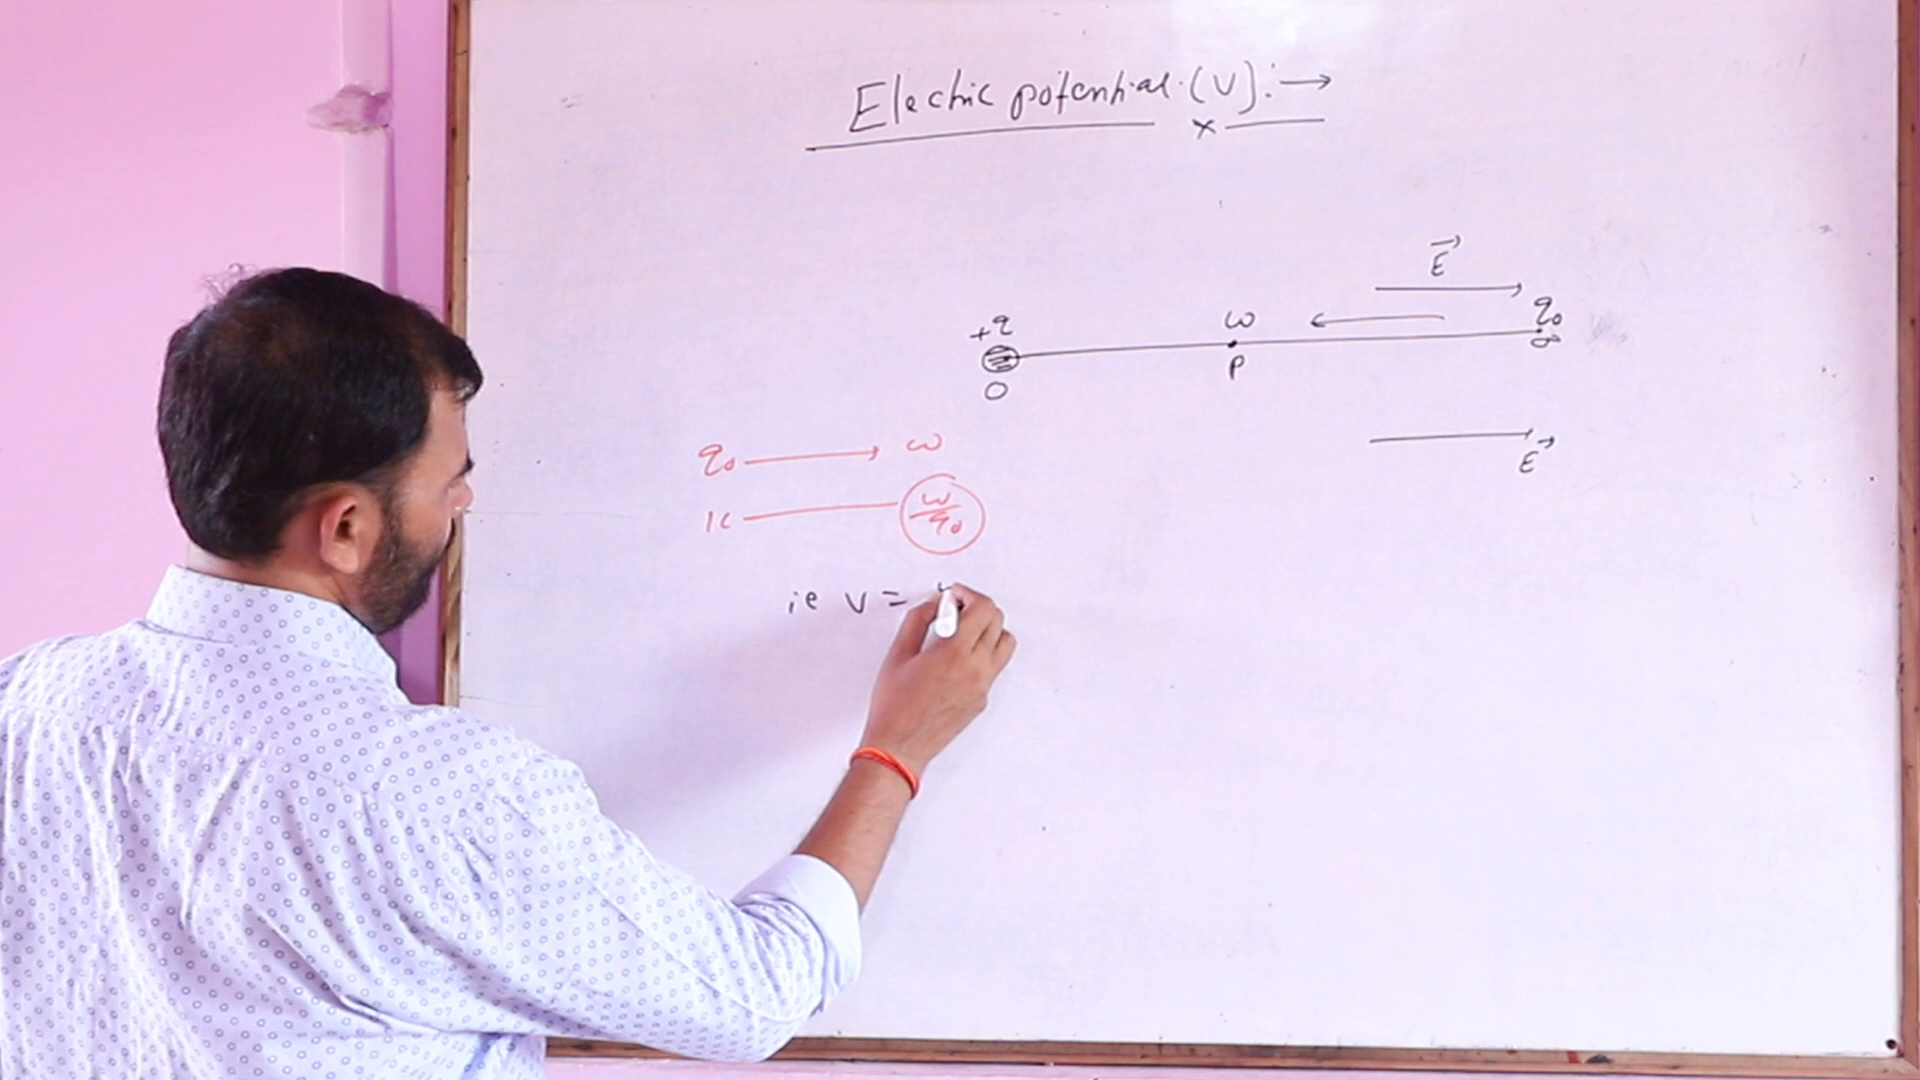 Electric potential (V):→
E⃗
+q
ω
q₀
∞
O
P
q₀ → ω
1C — ω/q₀
E⃗
ie V =